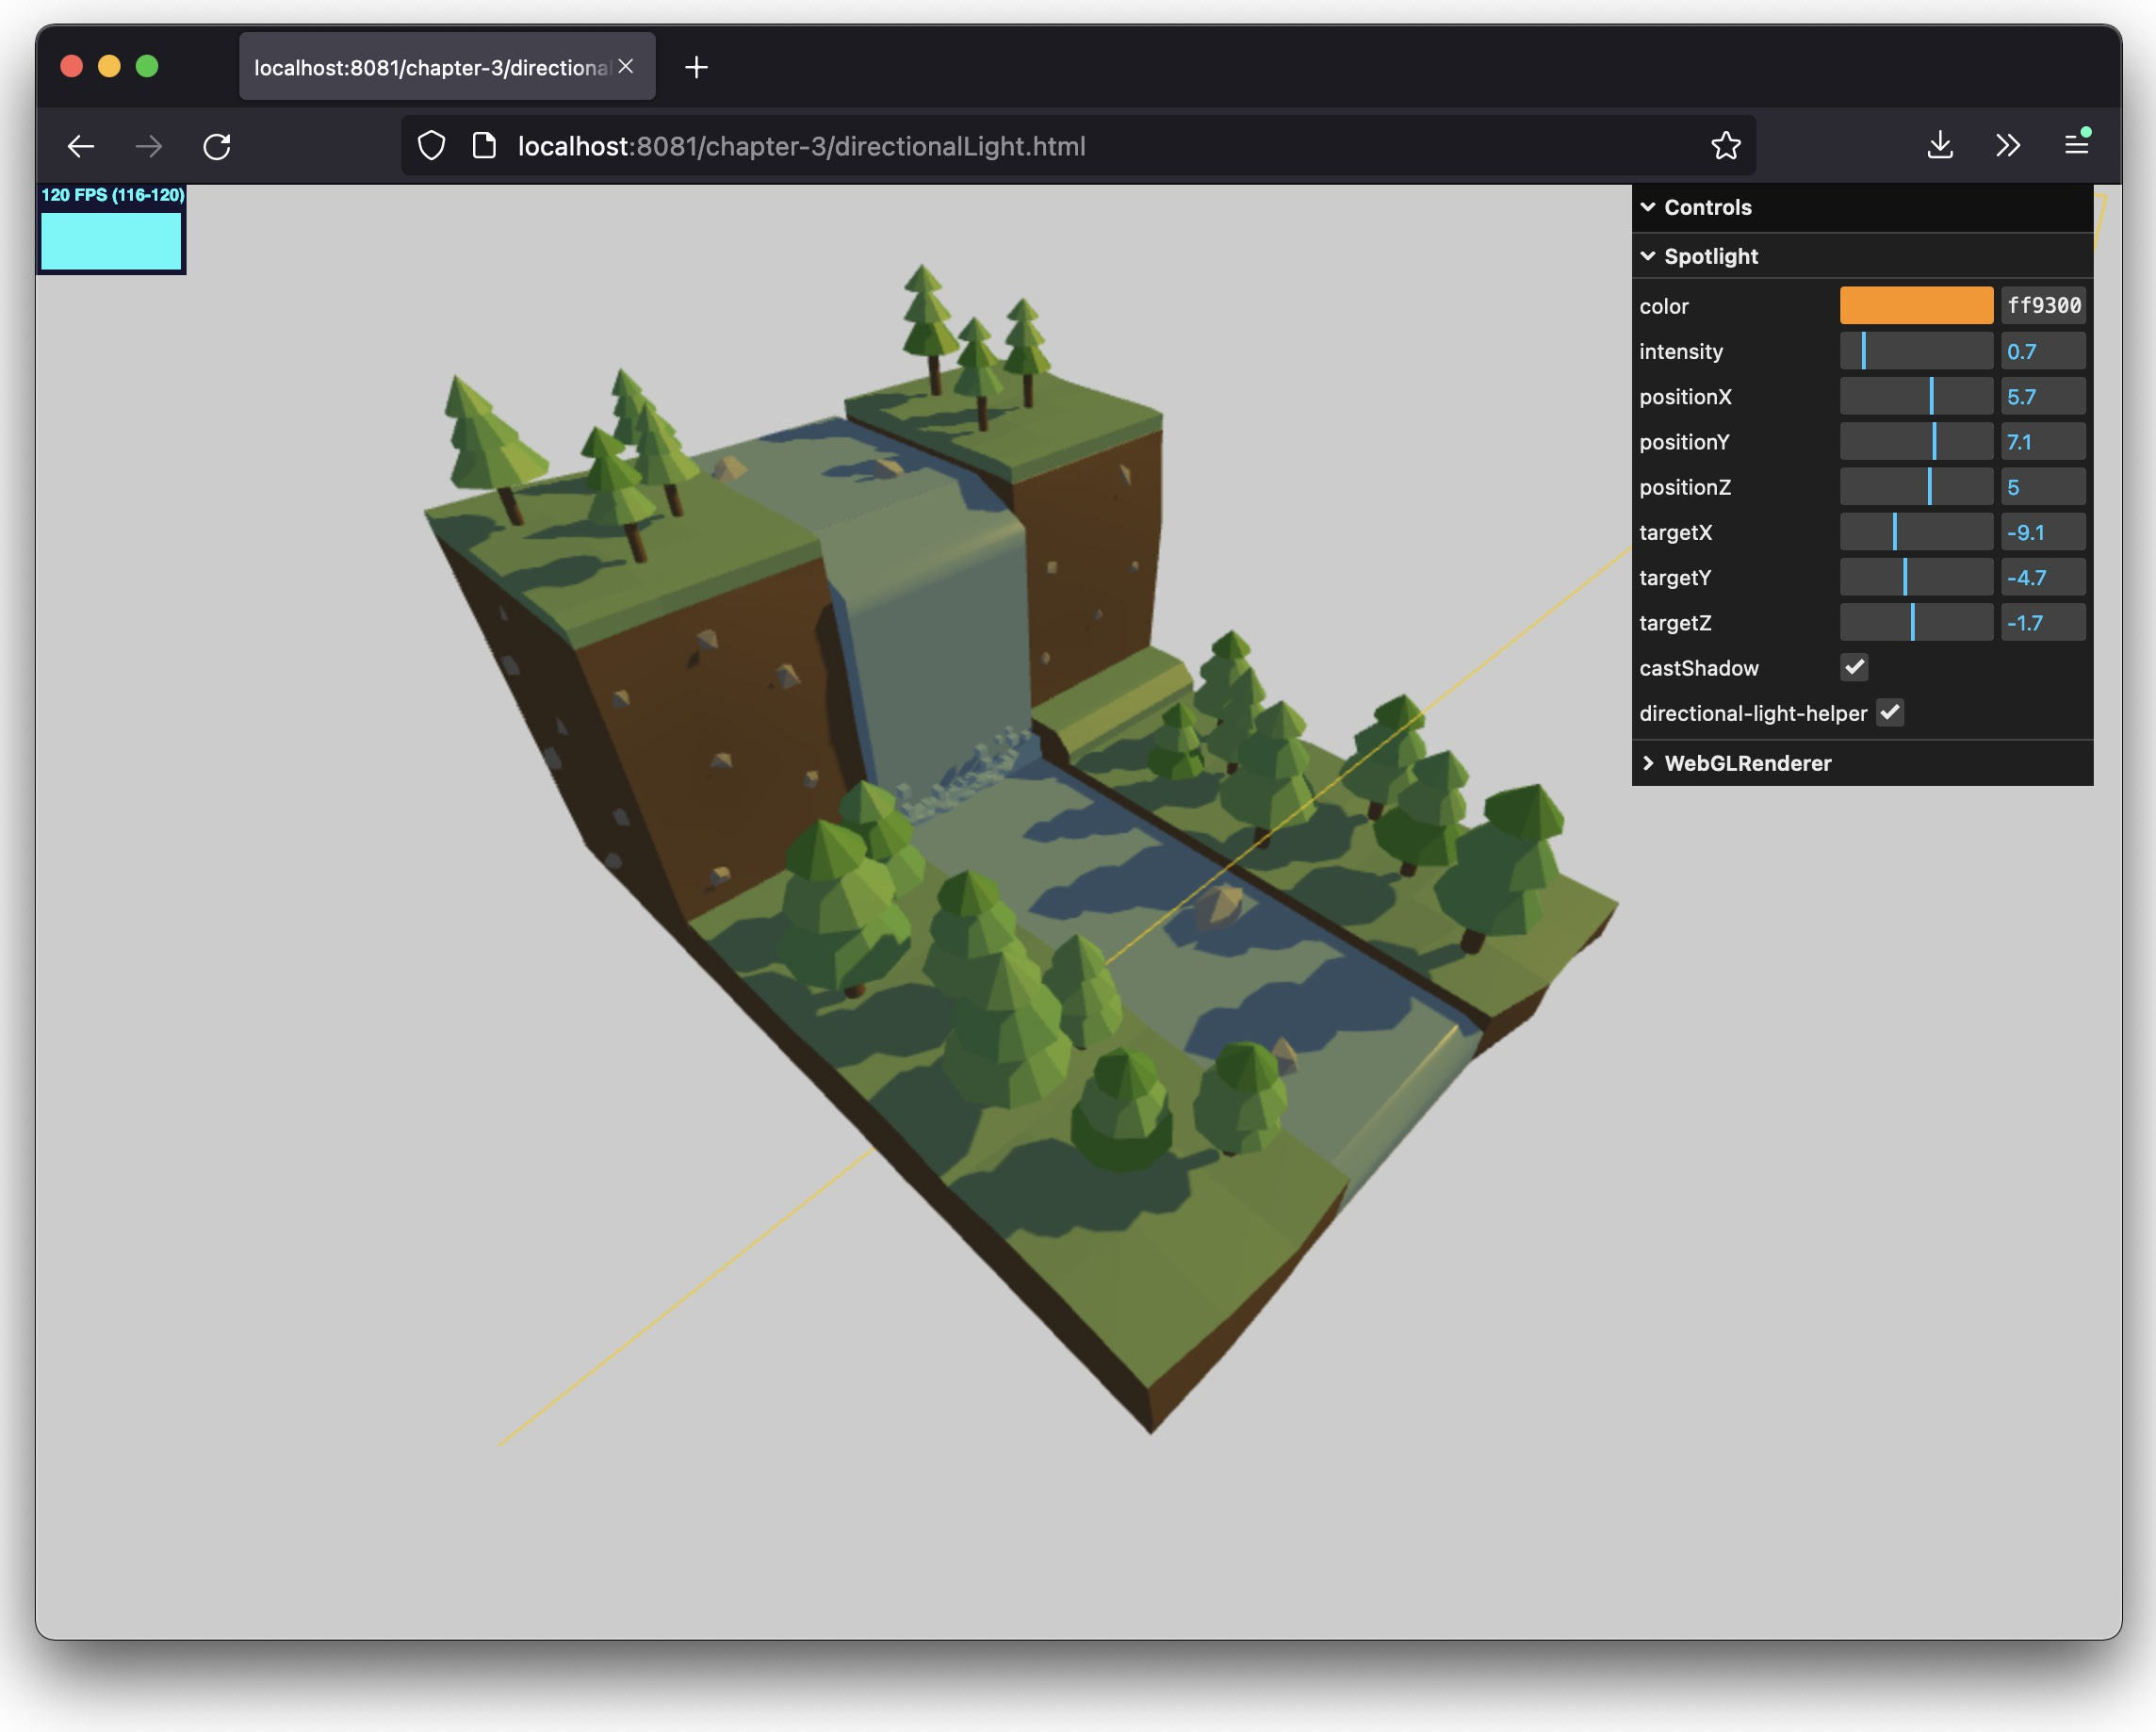 localhost:8081/chapter-3/directional
localhost:8081/chapter-3/directionalLight.html
120 FPS (116-120)
Controls
Spotlight
color ff9300
intensity 0.7
positionX 5.7
positionY 7.1
positionZ 5
targetX -9.1
targetY -4.7
targetZ -1.7
castShadow
directional-light-helper
WebGLRenderer